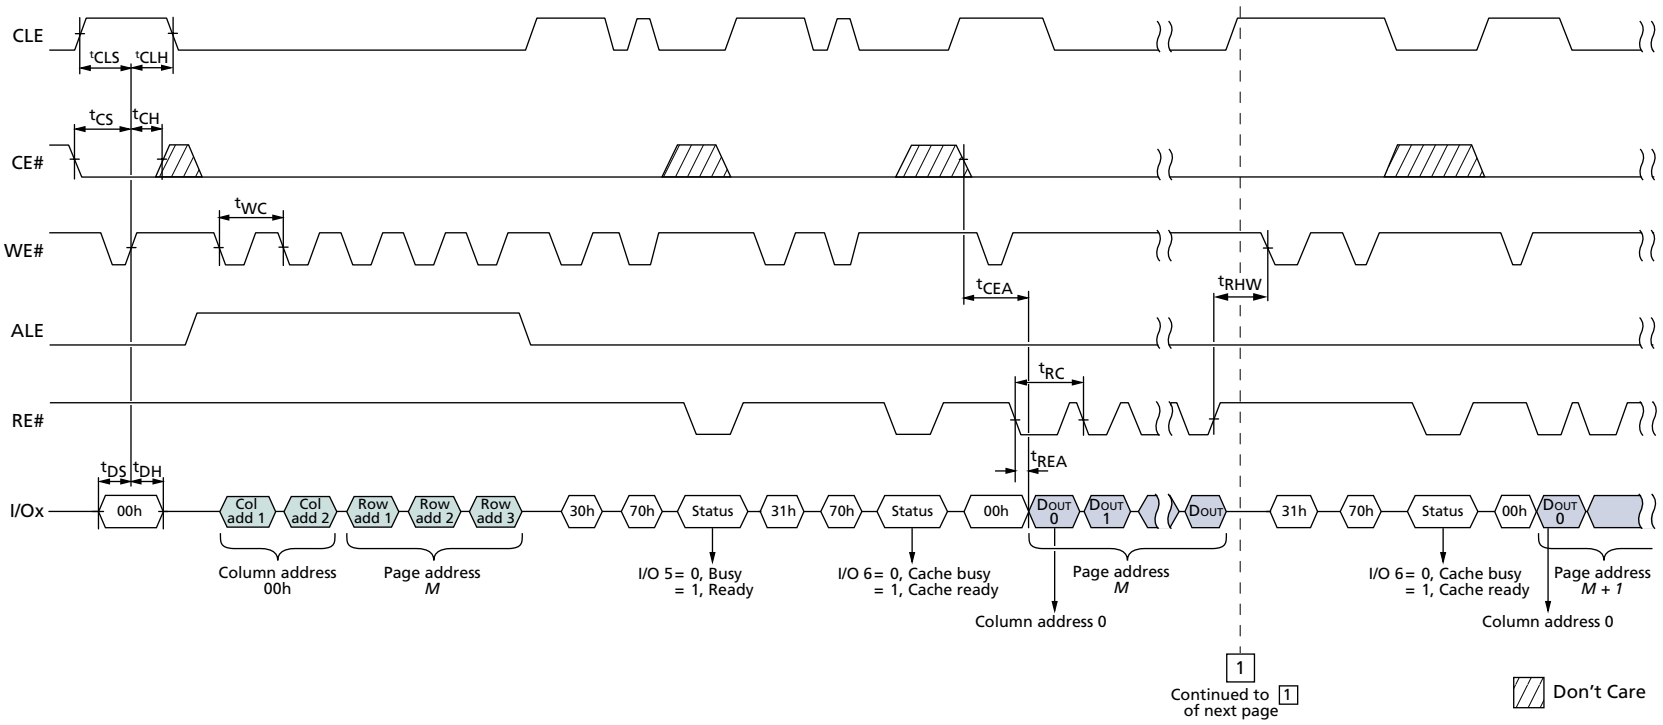 CLE
tCLS tCLH
tCS tCH
CE#
tWC
WE#
tCEA
tRHW
ALE
tRC
RE#
tREA
tDS tDH
I/Ox
00h
Col add 1
Col add 2
Row add 1
Row add 2
Row add 3
30h
70h
Status
31h
70h
Status
00h
DOUT 0
DOUT 1
DOUT
31h
70h
Status
00h
DOUT 0
Column address
00h
Page address
M
I/O 5 = 0, Busy
= 1, Ready
I/O 6 = 0, Cache busy
= 1, Cache ready
Page address
M
I/O 6 = 0, Cache busy
= 1, Cache ready
Page address
M + 1
Column address 0
Column address 0
1
Continued to 1
of next page
Don't Care